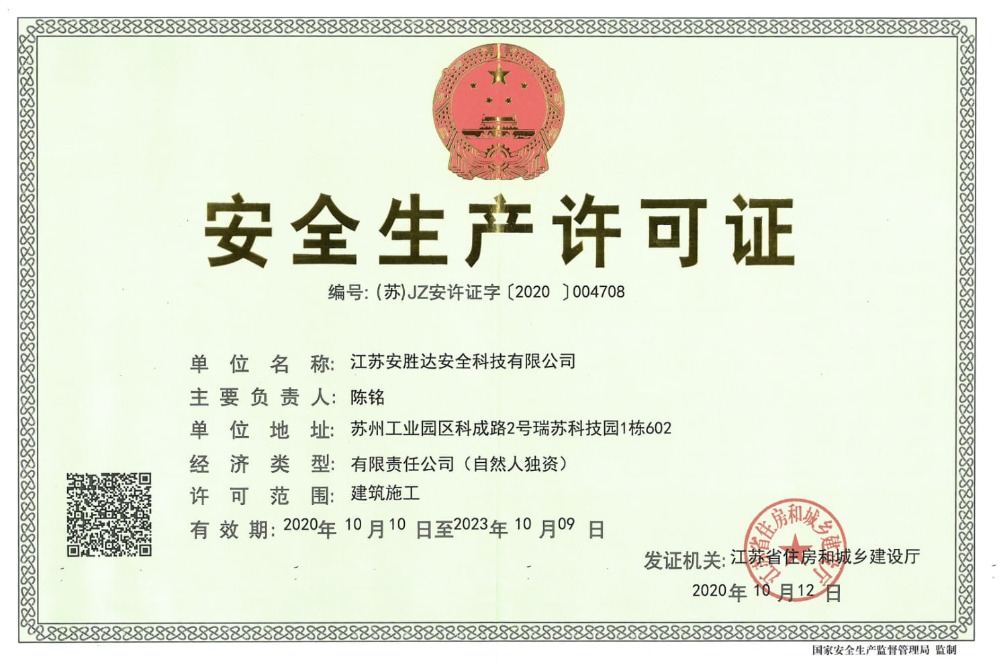 安全生产许可证
编号: (苏)JZ安许证字〔2020 〕004708
单位名称: 江苏安胜达安全科技有限公司
主要负责人: 陈铭
单位地址: 苏州工业园区科成路2号瑞苏科技园1栋602
经济类型: 有限责任公司（自然人独资）
许可范围: 建筑施工
有效期: 2020年 10 月10 日至2023年 10 月09 日
江苏省住房和城乡建设厅
发证机关: 江苏省住房和城乡建设厅
2020年 10 月12 日
国家安全生产监督管理局 监制